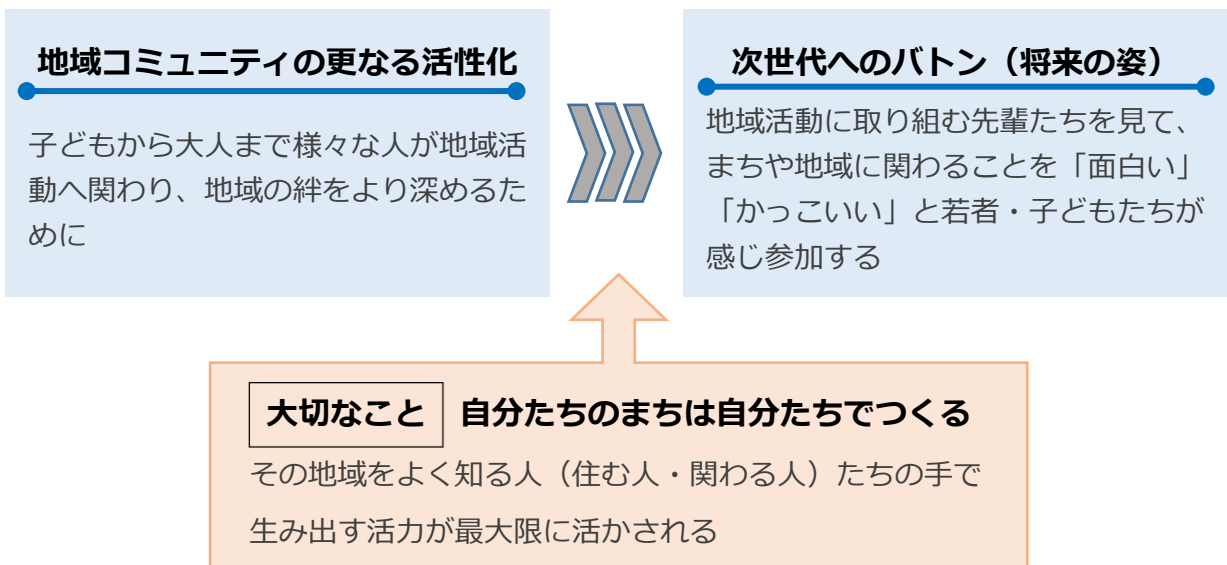 地域コミュニティの更なる活性化
子どもから大人まで様々な人が地域活
動へ関わり、地域の絆をより深めるた
めに
次世代へのバトン（将来の姿）
地域活動に取り組む先輩たちを見て、
まちや地域に関わることを「面白い」
「かっこいい」と若者・子どもたちが
感じ参加する
大切なこと 自分たちのまちは自分たちでつくる
その地域をよく知る人（住む人・関わる人）たちの手で
生み出す活力が最大限に活かされる